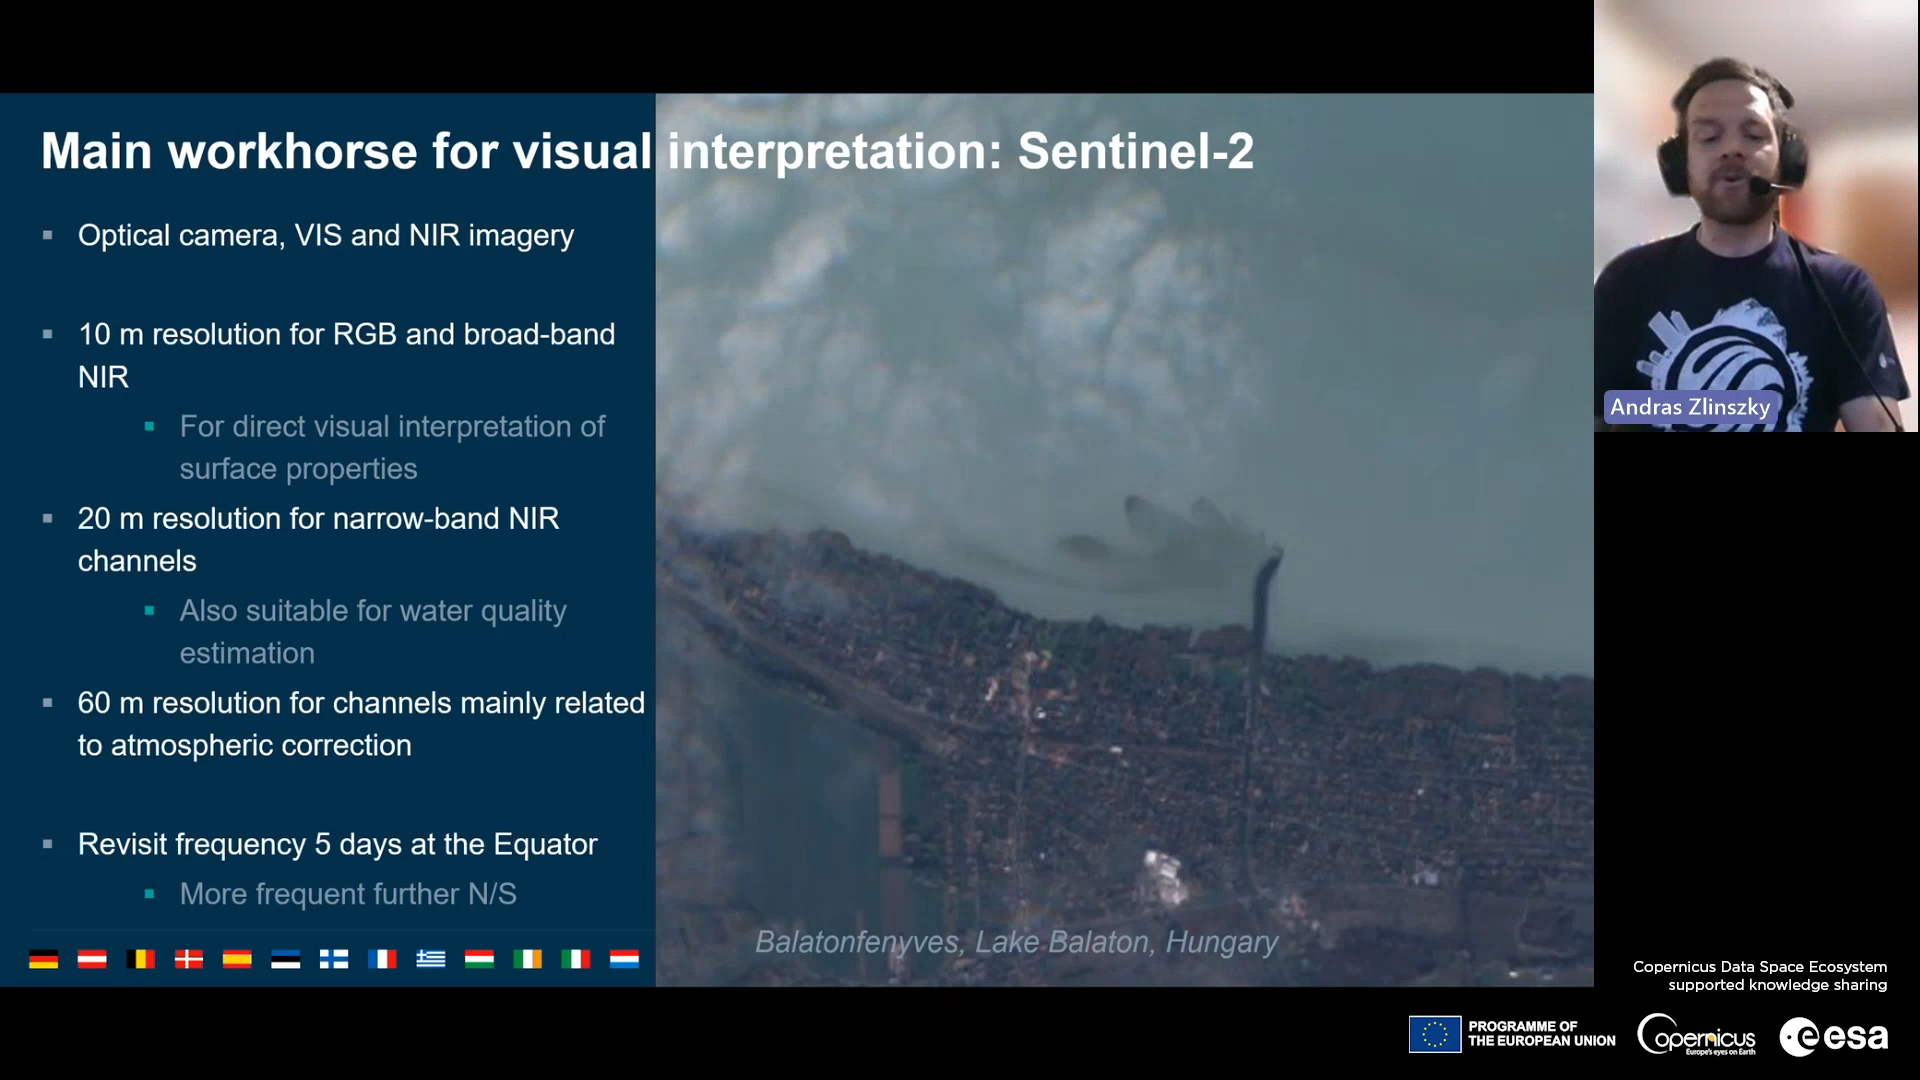 Main workhorse for visual interpretation: Sentinel-2
Optical camera, VIS and NIR imagery
10 m resolution for RGB and broad-band
NIR
For direct visual interpretation of
surface properties
20 m resolution for narrow-band NIR
channels
Also suitable for water quality
estimation
60 m resolution for channels mainly related
to atmospheric correction
Revisit frequency 5 days at the Equator
More frequent further N/S
Balatonfenyves, Lake Balaton, Hungary
Andras Zlinszky
Copernicus Data Space Ecosystem
supported knowledge sharing
PROGRAMME OF
THE EUROPEAN UNION
Copernicus
Europe's eyes on Earth
esa